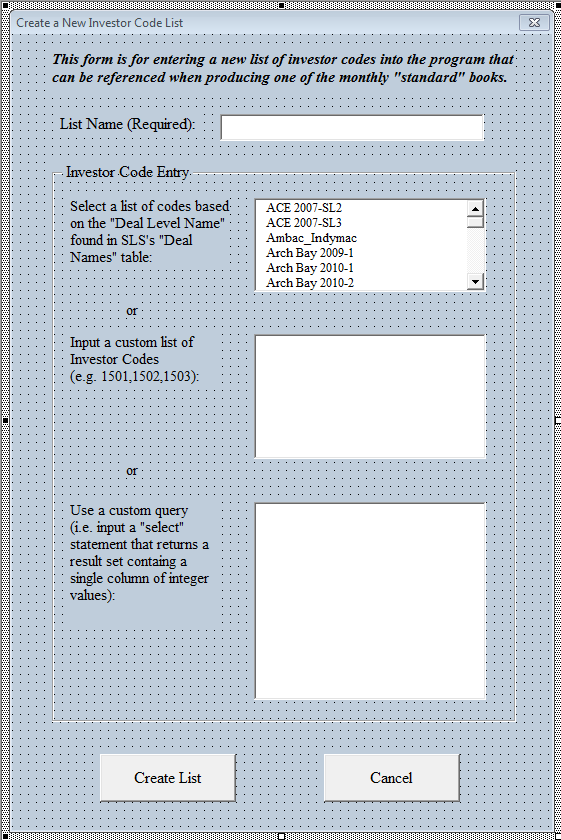 Create a New Investor Code List
This form is for entering a new list of investor codes into the program that
can be referenced when producing one of the monthly "standard" books.
List Name (Required):
Investor Code Entry
Select a list of codes based
on the "Deal Level Name"
found in SLS's "Deal
Names" table:
ACE 2007-SL2
ACE 2007-SL3
Ambac_Indymac
Arch Bay 2009-1
Arch Bay 2010-1
Arch Bay 2010-2
or
Input a custom list of
Investor Codes
(e.g. 1501,1502,1503):
or
Use a custom query
(i.e. input a "select"
statement that returns a
result set containg a
single column of integer
values):
Create List
Cancel